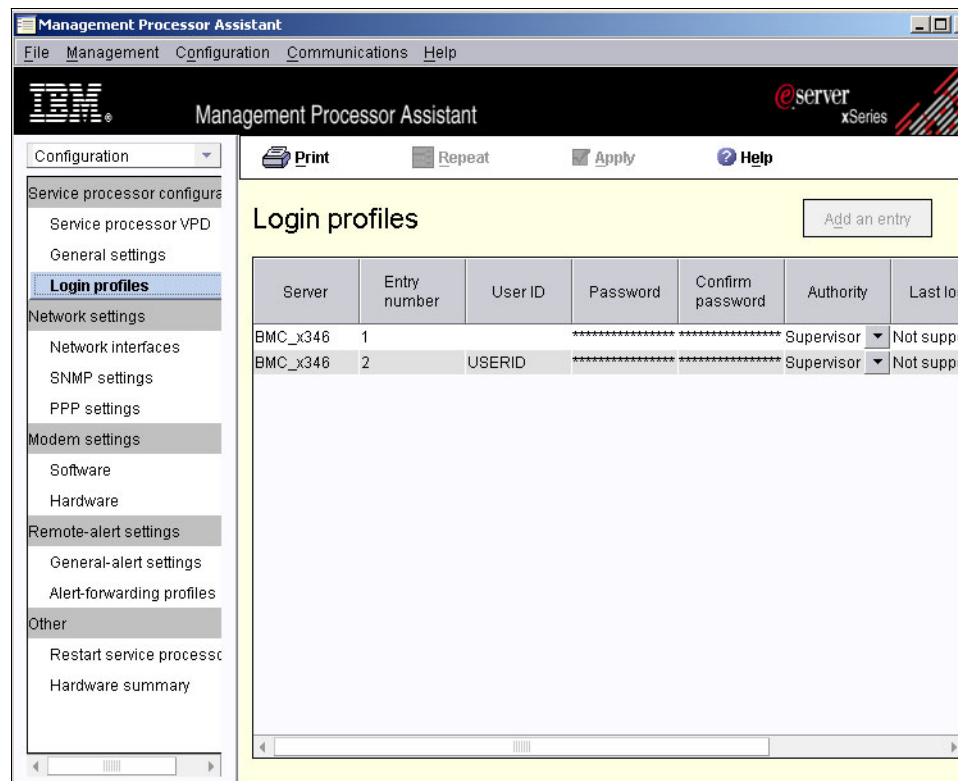 Management Processor Assistant
File Management Configuration Communications Help
IBM® Management Processor Assistant
eserver
xSeries
Configuration
Print Repeat Apply Help
Service processor configura
Service processor VPD
General settings
Login profiles
Network settings
Network interfaces
SNMP settings
PPP settings
Modem settings
Software
Hardware
Remote-alert settings
General-alert settings
Alert-forwarding profiles
Other
Restart service processo
Hardware summary
Login profiles
Add an entry
Server Entry number User ID Password Confirm password Authority Last lo
BMC_x346 1 **************** **************** Supervisor Not supp
BMC_x346 2 USERID **************** **************** Supervisor Not supp